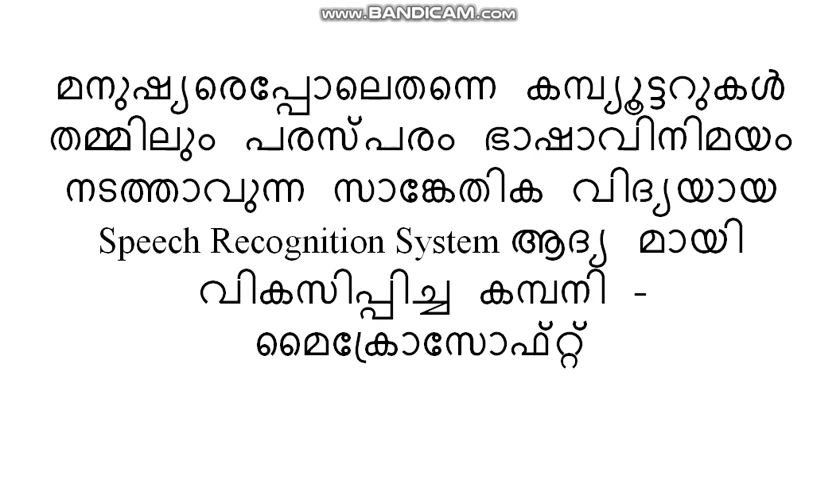 www.BANDICAM.com
മനുഷ്യരെപ്പോലെതന്നെ കമ്പ്യൂട്ടറുകൾ
തമ്മിലും പരസ്പരം ഭാഷാവിനിമയം
നടത്താവുന്ന സാങ്കേതിക വിദ്യയായ
Speech Recognition System ആദ്യ മായി
വികസിപ്പിച്ച കമ്പനി -
മൈക്രോസോഫ്റ്റ്